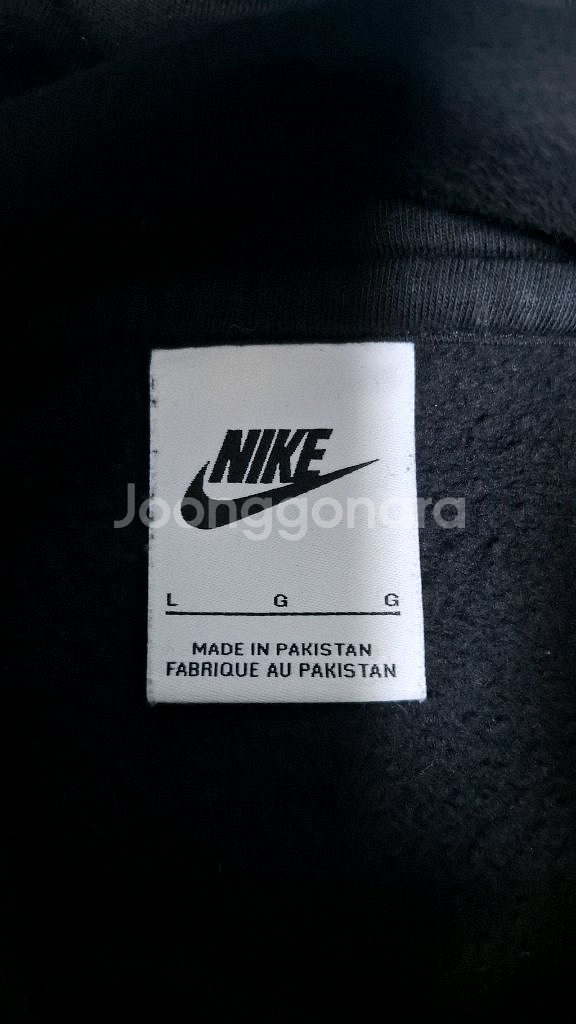 NIKE
Joonggonara
L G G
MADE IN PAKISTAN
FABRIQUE AU PAKISTAN